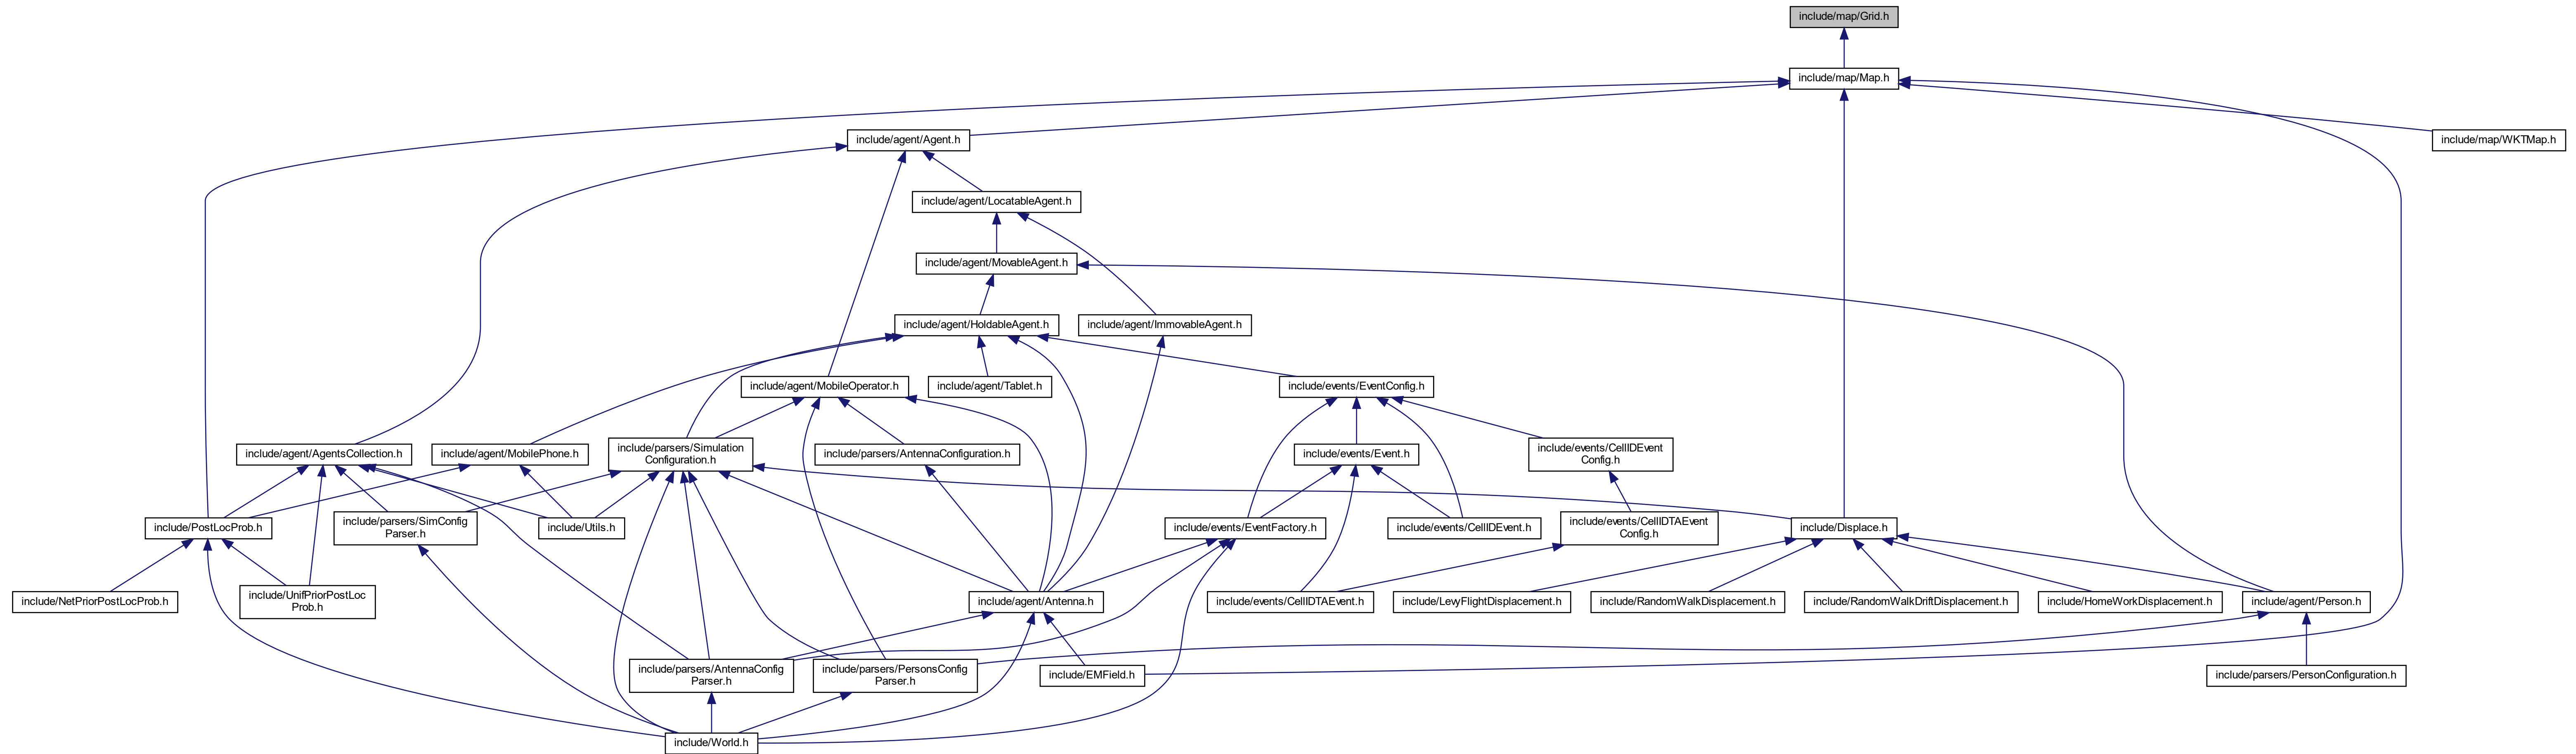 include/map/Grid.h
include/map/Map.h
include/agent/Agent.h
include/map/WKTMap.h
include/agent/LocatableAgent.h
include/agent/MovableAgent.h
include/agent/HoldableAgent.h
include/agent/ImmovableAgent.h
include/agent/MobileOperator.h
include/agent/Tablet.h
include/events/EventConfig.h
include/agent/AgentsCollection.h
include/agent/MobilePhone.h
include/parsers/Simulation
Configuration.h
include/parsers/AntennaConfiguration.h
include/events/Event.h
include/events/CellIDEvent
Config.h
include/PostLocProb.h
include/parsers/SimConfig
Parser.h
include/Utils.h
include/events/EventFactory.h
include/events/CellIDEvent.h
include/events/CellIDTAEvent
Config.h
include/Displace.h
include/NetPriorPostLocProb.h
include/UnifPriorPostLoc
Prob.h
include/agent/Antenna.h
include/events/CellIDTAEvent.h
include/LevyFlightDisplacement.h
include/RandomWalkDisplacement.h
include/RandomWalkDriftDisplacement.h
include/HomeWorkDisplacement.h
include/agent/Person.h
include/parsers/AntennaConfig
Parser.h
include/parsers/PersonsConfig
Parser.h
include/EMField.h
include/parsers/PersonConfiguration.h
include/World.h